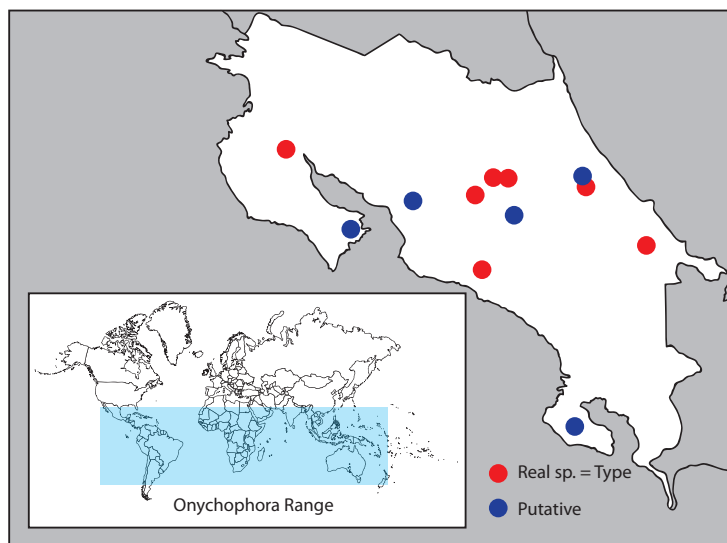 Onychophora Range
Real sp. = Type
Putative